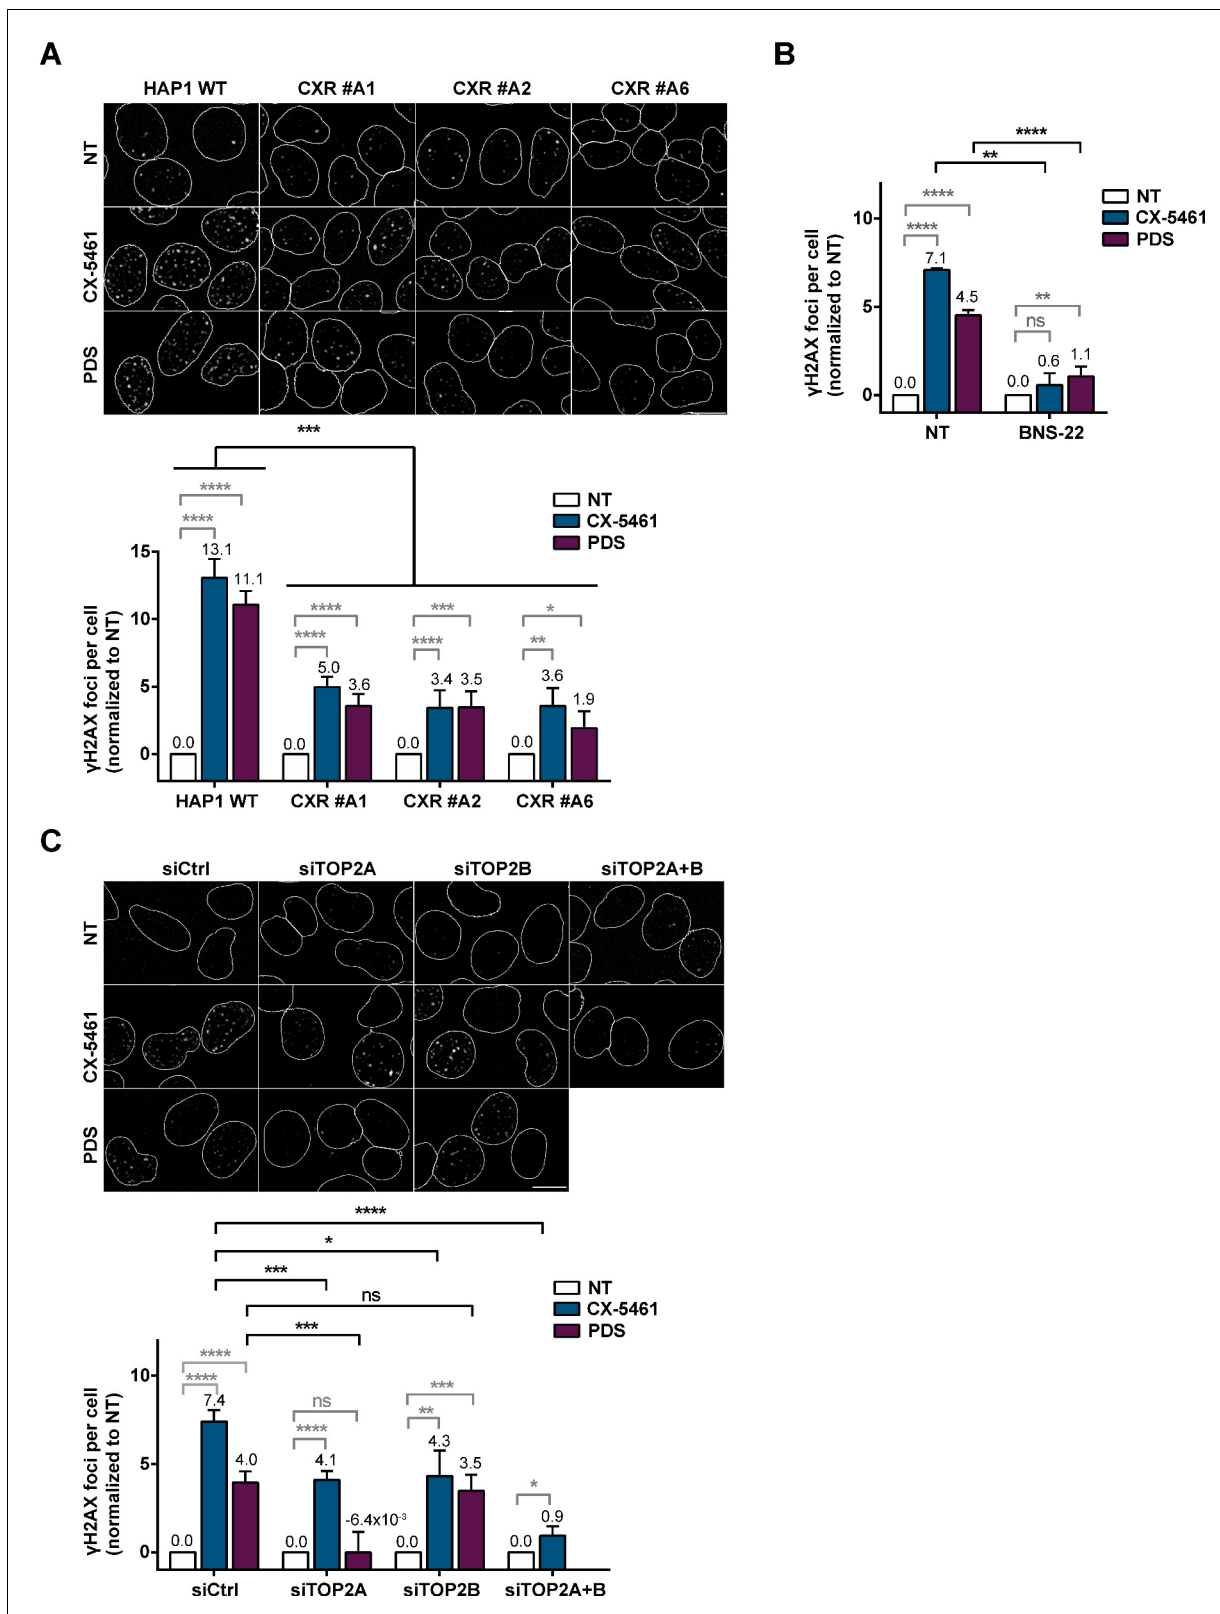 A
HAP1 WT CXR #A1 CXR #A2 CXR #A6
NT
CX-5461
PDS
***
NT
CX-5461
PDS
****
****
13.1
11.1
****
****
5.0
3.6
***
****
3.4
3.5
*
**
3.6
1.9
15
10
5
0
0.0 0.0 0.0 0.0
γH2AX foci per cell
(normalized to NT)
HAP1 WT CXR #A1 CXR #A2 CXR #A6
B
****
**
NT
CX-5461
PDS
****
****
7.1
4.5
**
ns
0.6
1.1
10
5
0
0.0 0.0
γH2AX foci per cell
(normalized to NT)
NT BNS-22
C
siCtrl siTOP2A siTOP2B siTOP2A+B
NT
CX-5461
PDS
****
*
***
ns
***
NT
CX-5461
PDS
****
****
7.4
4.0
ns
****
4.1
-6.4x10⁻³
***
**
4.3
3.5
*
0.9
10
5
0
0.0 0.0 0.0 0.0
γH2AX foci per cell
(normalized to NT)
siCtrl siTOP2A siTOP2B siTOP2A+B